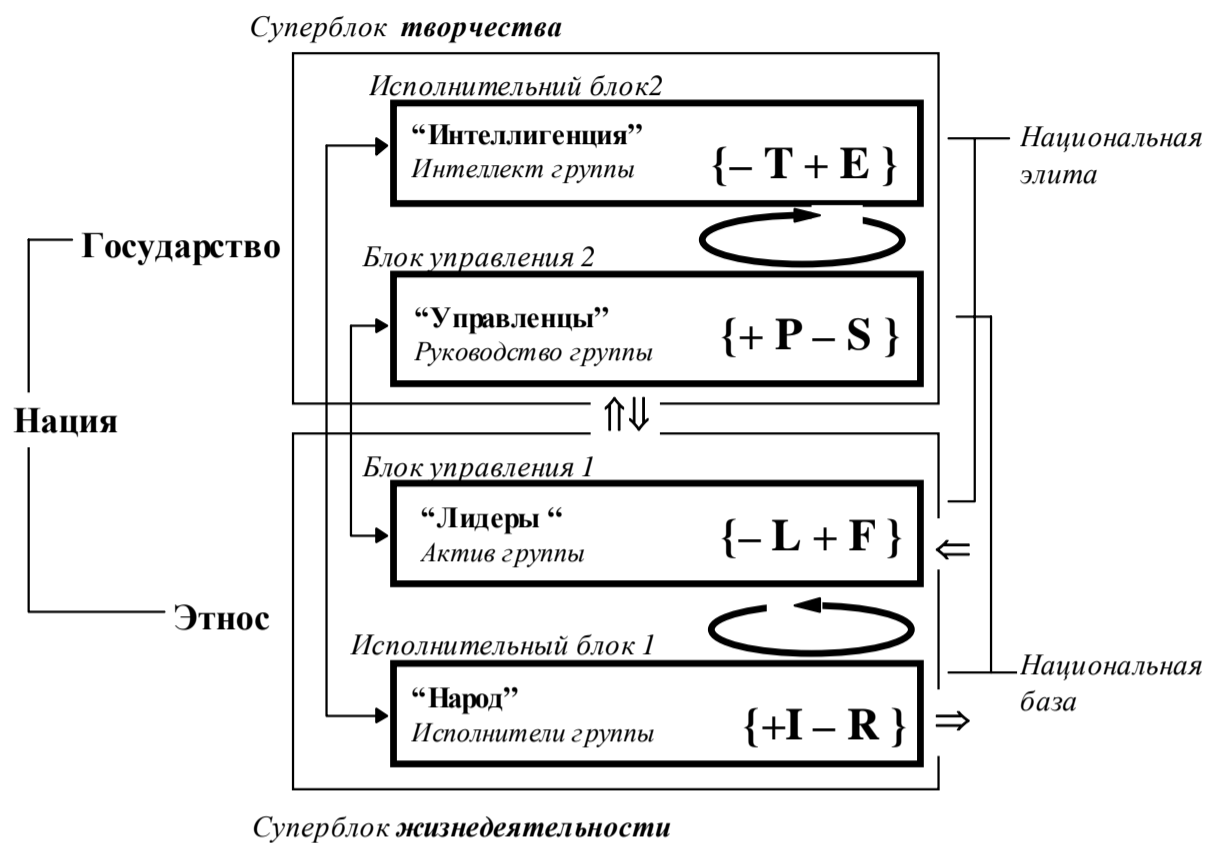 Суперблок творчества
Исполнительний блок2
“Интеллигенция”
Интеллект группы
{– T + E }
Национальная
элита
Государство
Блок управления 2
“Управленцы”
Руководство группы
{+ P – S }
⇑⇓
Нация
Блок управления 1
“Лидеры “
Актив группы
{– L + F }
⇐
Этнос
Исполнительный блок 1
“Народ”
Исполнители группы
{+I – R }
⇒
Национальная
база
Суперблок жизнедеятельности